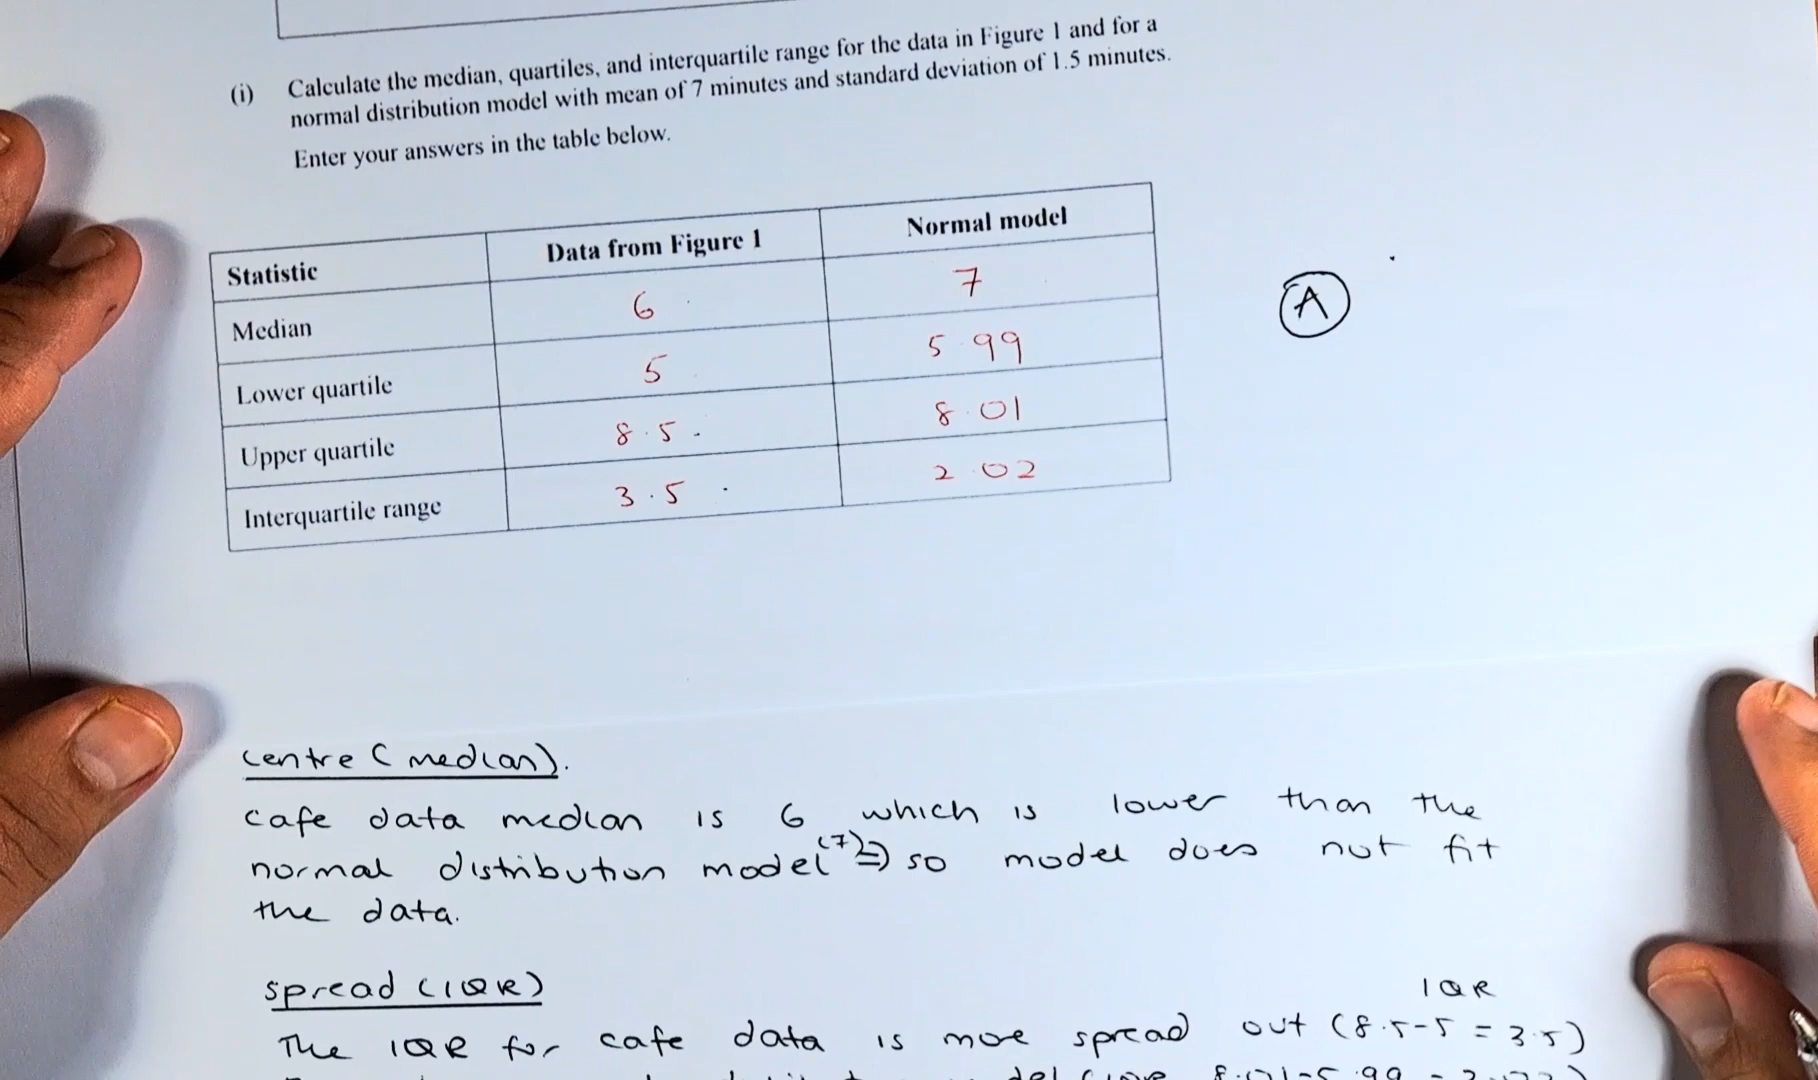 (i) Calculate the median, quartiles, and interquartile range for the data in Figure 1 and for a
normal distribution model with mean of 7 minutes and standard deviation of 1.5 minutes.
Enter your answers in the table below.
Statistic Data from Figure 1 Normal model
Median 6 7
Lower quartile 5 5.99
Upper quartile 8.5 8.01
Interquartile range 3.5 2.02
A
centre (median).
cafe data median is 6 which is lower than the
normal distribution model (7) ⇒ so model does not fit
the data.
spread (IQR)
IQR
The IQR for cafe data is more spread out (8.5-5 = 3.5)